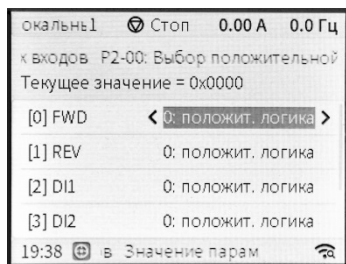 окальны1 Стоп 0.00 A 0.0 Гц
к входов P2-00: Выбор положительной
Текущее значение = 0x0000
[0] FWD < 0: положит. логика >
[1] REV 0: положит. логика
[2] DI1 0: положит. логика
[3] DI2 0: положит. логика
19:38 в Значение парам